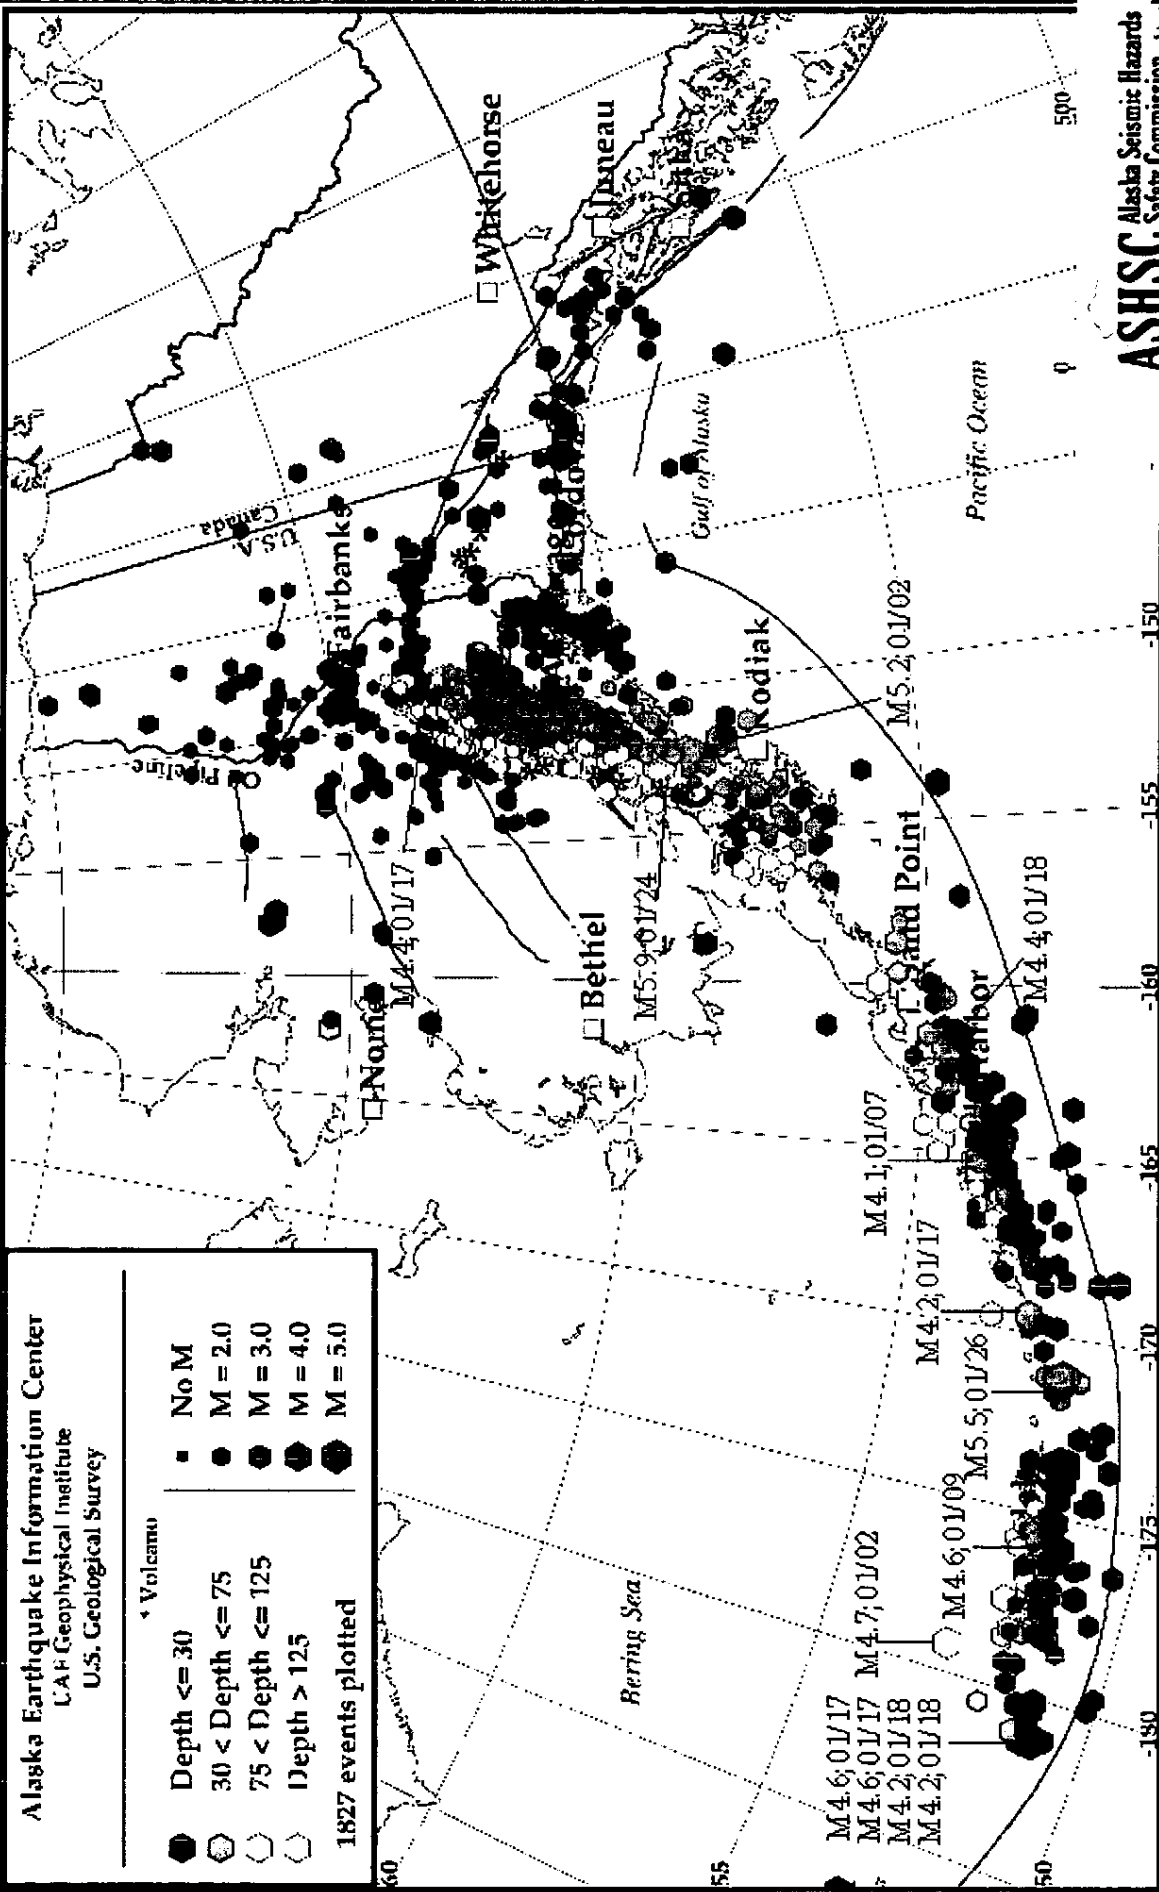 Alaska Earthquake Information Center
UAF Geophysical Institute
U.S. Geological Survey
* Volcano
Depth <= 30
30 < Depth <= 75
75 < Depth <= 125
Depth > 125
No M
M = 2.0
M = 3.0
M = 4.0
M = 5.0
1827 events plotted
Whitehorse
Juneau
Canada
U.S.A.
Fairbanks
Oil Pipeline
Gulf of Alaska
Pacific Ocean
Kodiak
M5.2;01/02
M4.4;01/17
Nome
Bethel
M5.9;01/24
Sand Point
M4.4;01/18
arbor
M4.1;01/07
M4.2;01/17
M5.5;01/26
M4.6;01/09
M4.7;01/02
M4.6;01/17
M4.6;01/17
M4.2;01/18
M4.2;01/18
Bering Sea
60
55
50
-180
-175
-170
-165
-160
-155
-150
0
500
ASHSC
Alaska Seismic Hazards
Safety Commission